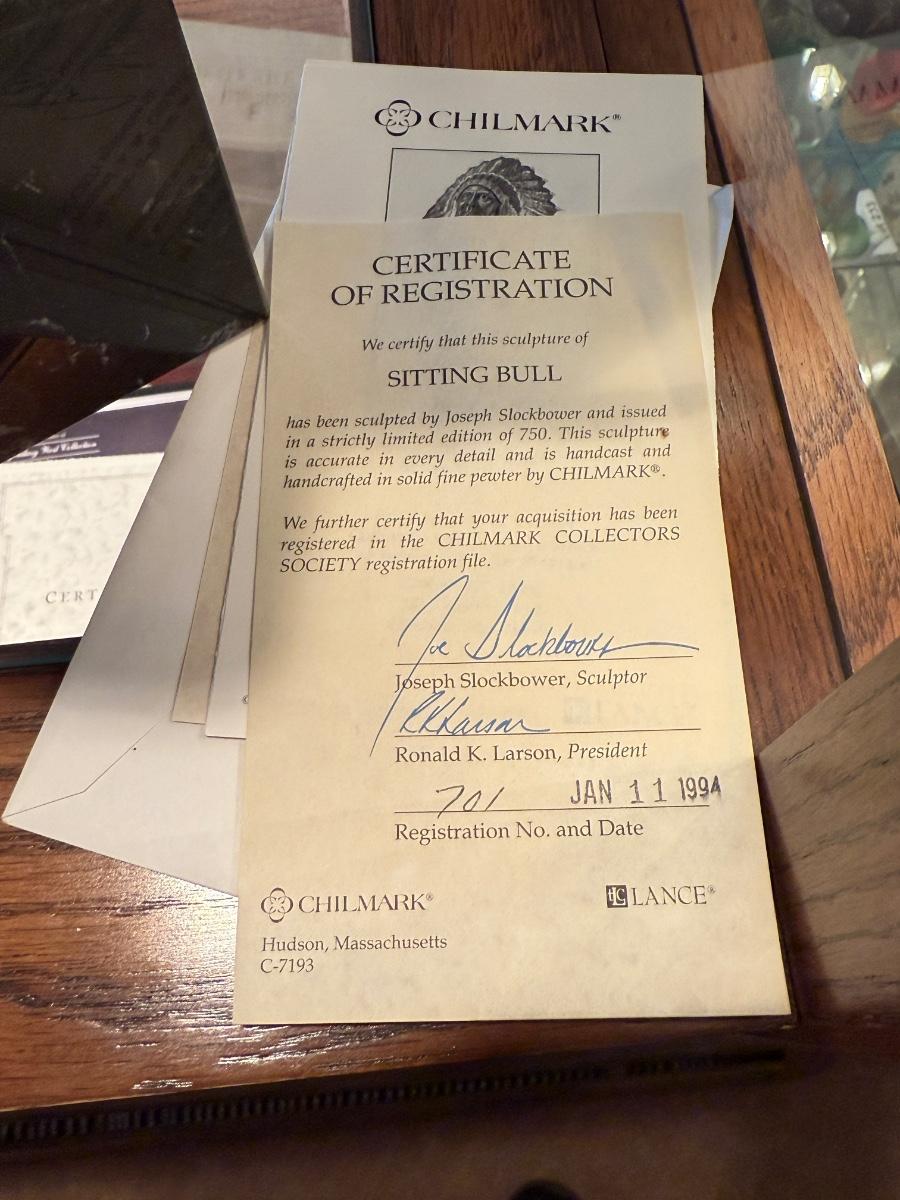 CHILMARK®
CERTIFICATE
OF REGISTRATION
We certify that this sculpture of
SITTING BULL
has been sculpted by Joseph Slockbower and issued
in a strictly limited edition of 750. This sculpture
is accurate in every detail and is handcast and
handcrafted in solid fine pewter by CHILMARK®.
We further certify that your acquisition has been
registered in the CHILMARK COLLECTORS
SOCIETY registration file.
Joe Slockbower
Joseph Slockbower, Sculptor
RKLarson
Ronald K. Larson, President
701 JAN 11 1994
Registration No. and Date
CHILMARK® HC LANCE®
Hudson, Massachusetts
C-7193
Collection
CERT